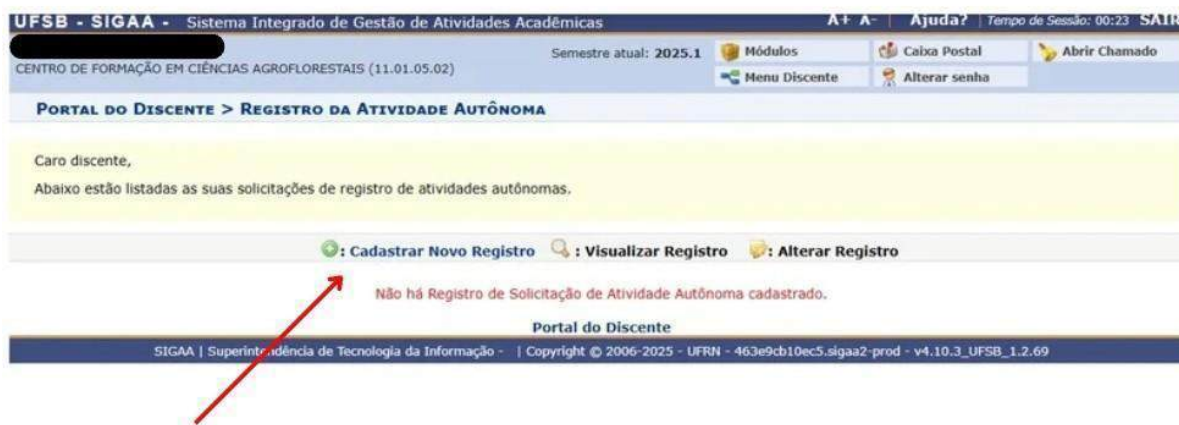 UFSB - SIGAA - Sistema Integrado de Gestão de Atividades Acadêmicas A+ A- Ajuda? Tempo de Sessão: 00:23 SAIR
CENTRO DE FORMAÇÃO EM CIÊNCIAS AGROFLORESTAIS (11.01.05.02) Semestre atual: 2025.1
Módulos Caixa Postal Abrir Chamado
Menu Discente Alterar senha
PORTAL DO DISCENTE > REGISTRO DA ATIVIDADE AUTÔNOMA
Caro discente,
Abaixo estão listadas as suas solicitações de registro de atividades autônomas.
: Cadastrar Novo Registro : Visualizar Registro : Alterar Registro
Não há Registro de Solicitação de Atividade Autônoma cadastrado.
Portal do Discente
SIGAA | Superintendência de Tecnologia da Informação - | Copyright © 2006-2025 - UFRN - 463e9cb10ec5.sigaa2-prod - v4.10.3_UFSB_1.2.69